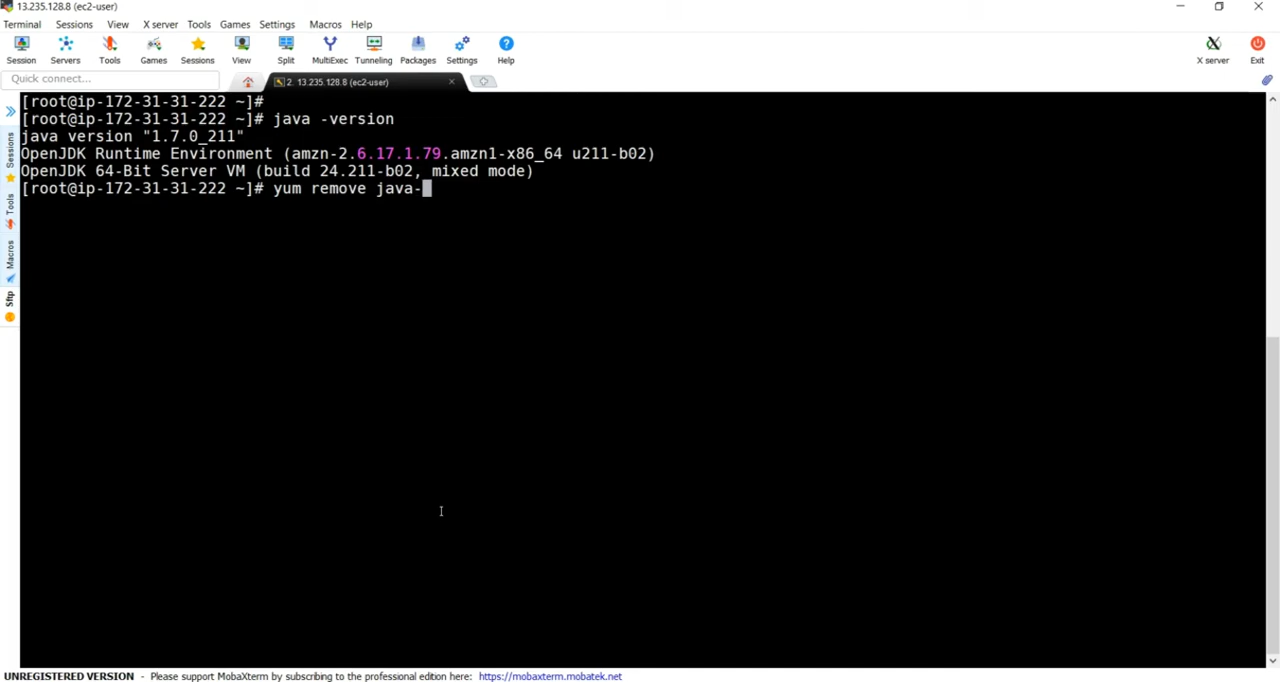 13.235.128.8 (ec2-user)
Terminal Sessions View X server Tools Games Settings Macros Help
Session Servers Tools Games Sessions View Split MultiExec Tunneling Packages Settings Help X server Exit
Quick connect... 2. 13.235.128.8 (ec2-user)
[root@ip-172-31-31-222 ~]#
[root@ip-172-31-31-222 ~]# java -version
java version "1.7.0_211"
OpenJDK Runtime Environment (amzn-2.6.17.1.79.amzn1-x86_64 u211-b02)
OpenJDK 64-Bit Server VM (build 24.211-b02, mixed mode)
[root@ip-172-31-31-222 ~]# yum remove java-
Sessions
Tools
Macros
Sftp
UNREGISTERED VERSION - Please support MobaXterm by subscribing to the professional edition here: https://mobaxterm.mobatek.net